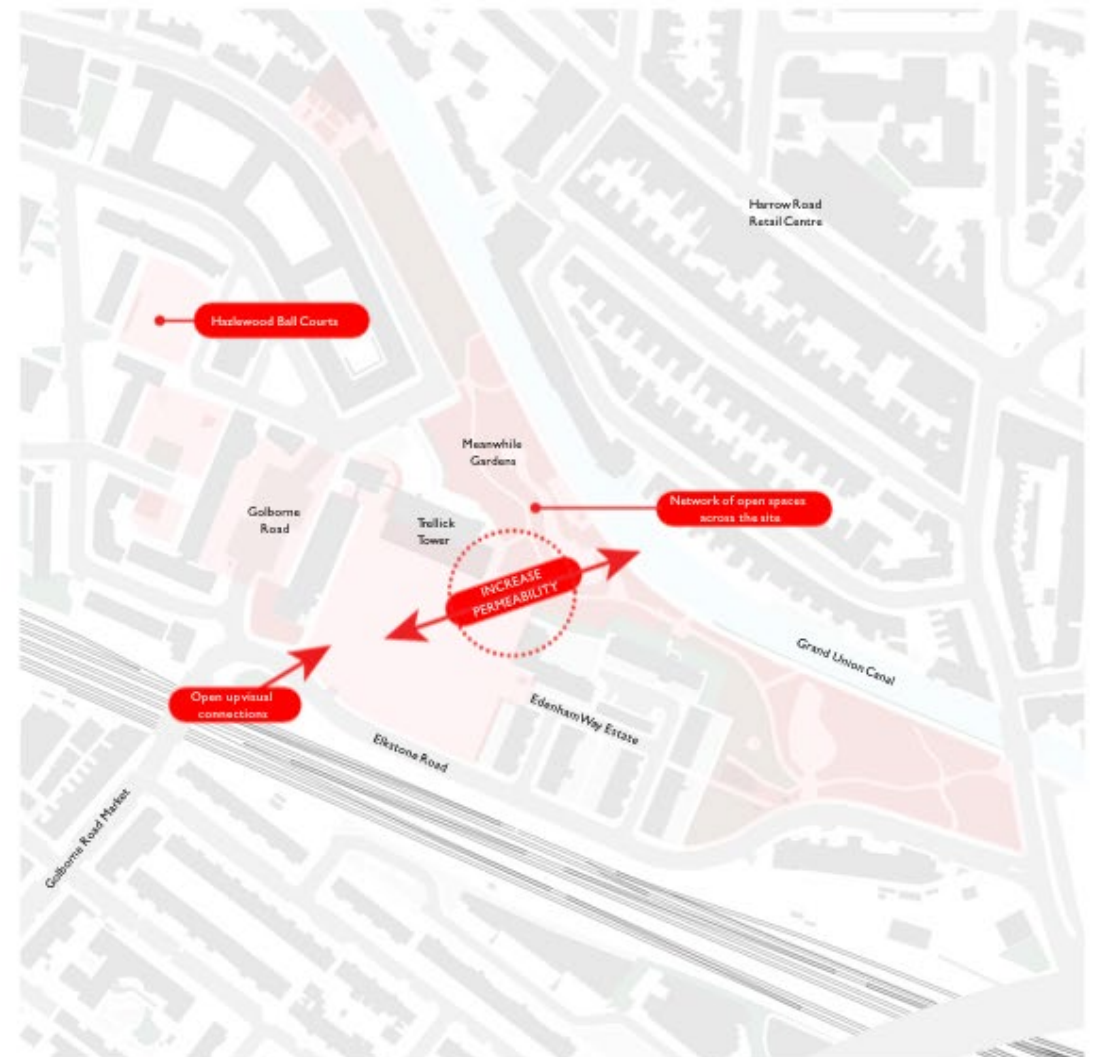 Harrow Road
Retail Centre
Hazlewood Ball Courts
Meanwhile
Gardens
Network of open spaces
across the site
Golborne
Road
Trellick
Tower
INCREASE
PERMEABILITY
Grand Union Canal
Open up visual
connections
Edenham Way Estate
Elkstone Road
Golborne Road Market